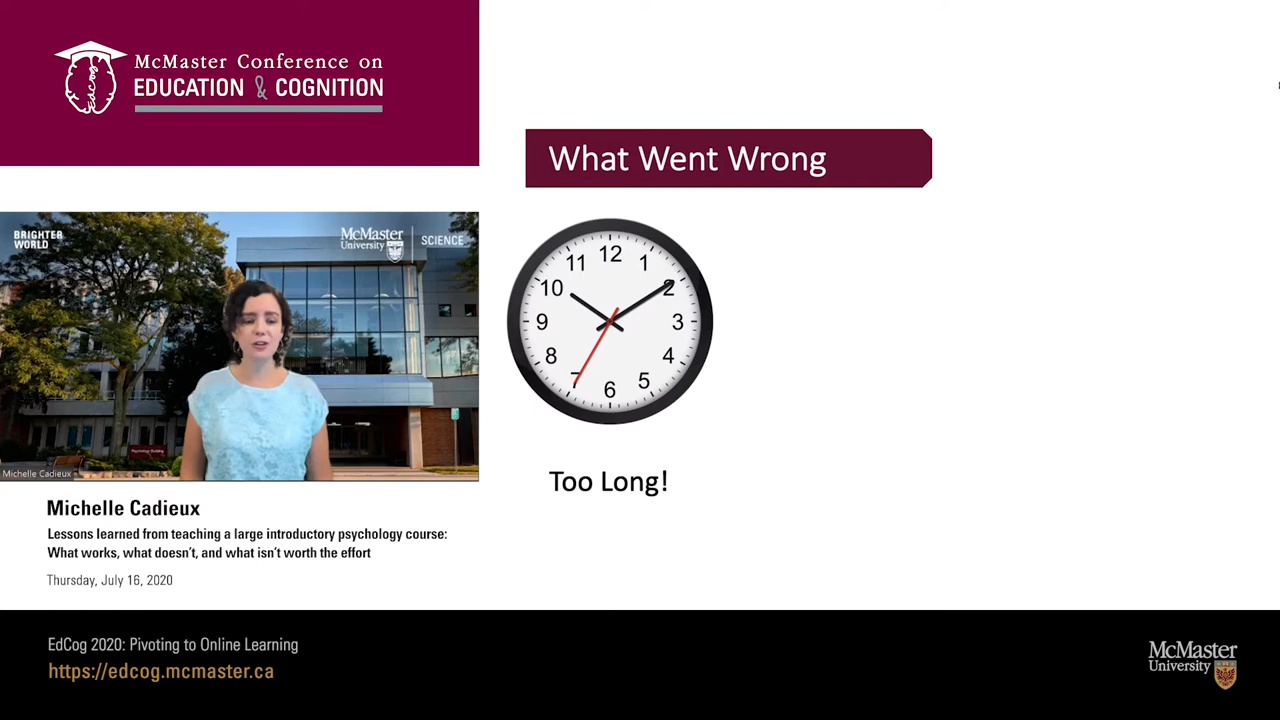 McMaster Conference on
EDUCATION & COGNITION
edcog
What Went Wrong
BRIGHTER
WORLD
McMaster
University
SCIENCE
Psychology Building
Michelle Cadieux
12
11
1
10
2
9
3
8
4
7
5
6
Too Long!
Michelle Cadieux
Lessons learned from teaching a large introductory psychology course:
What works, what doesn't, and what isn't worth the effort
Thursday, July 16, 2020
EdCog 2020: Pivoting to Online Learning
https://edcog.mcmaster.ca
McMaster
University